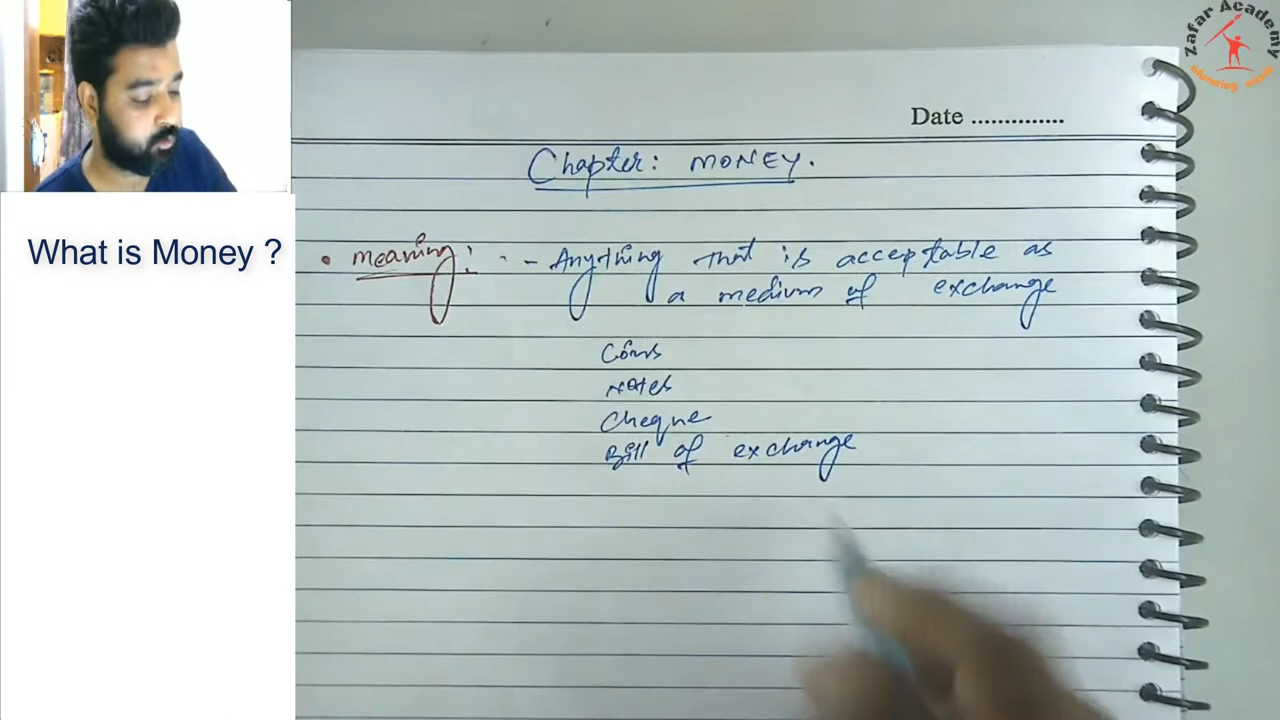 Zafar Academy
Date ..............
Chapter: MONEY.
What is Money ?
• meaning: - Anything that is acceptable as
a medium of exchange
Coins
Notes
Cheque
Bill of exchange